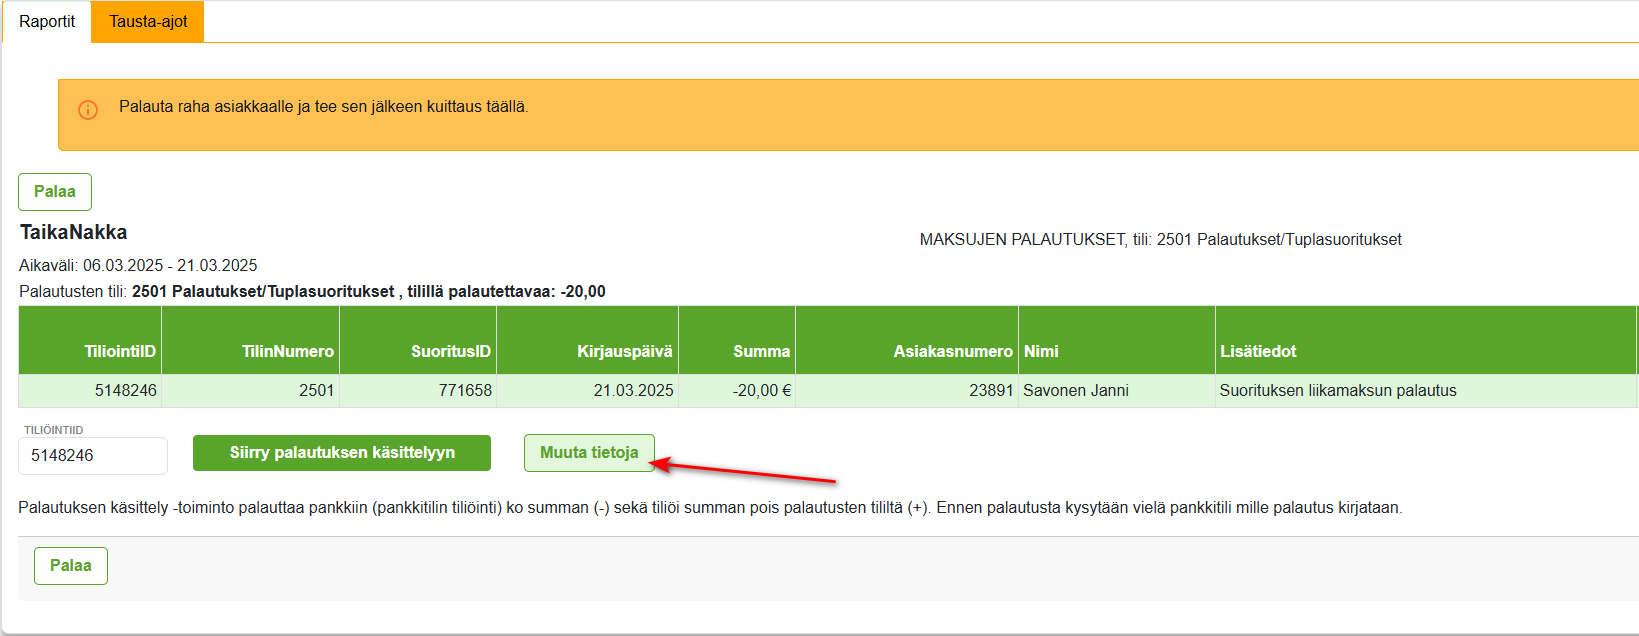 Raportit
Tausta-ajot
Palauta raha asiakkaalle ja tee sen jälkeen kuittaus täällä.
Palaa
TaikaNakka
MAKSUJEN PALAUTUKSET, tili: 2501 Palautukset/Tuplasuoritukset
Aikaväli: 06.03.2025 - 21.03.2025
Palautusten tili: 2501 Palautukset/Tuplasuoritukset , tilillä palautettavaa: -20,00
TiliointiID TilinNumero SuoritusID Kirjauspäivä Summa Asiakasnumero Nimi Lisätiedot
5148246 2501 771658 21.03.2025 -20,00 € 23891 Savonen Janni Suorituksen liikamaksun palautus
TILIÖINTIID
5148246
Siirry palautuksen käsittelyyn
Muuta tietoja
Palautuksen käsittely -toiminto palauttaa pankkiin (pankkitilin tiliöinti) ko summan (-) sekä tiliöi summan pois palautusten tililtä (+). Ennen palautusta kysytään vielä pankkitili mille palautus kirjataan.
Palaa